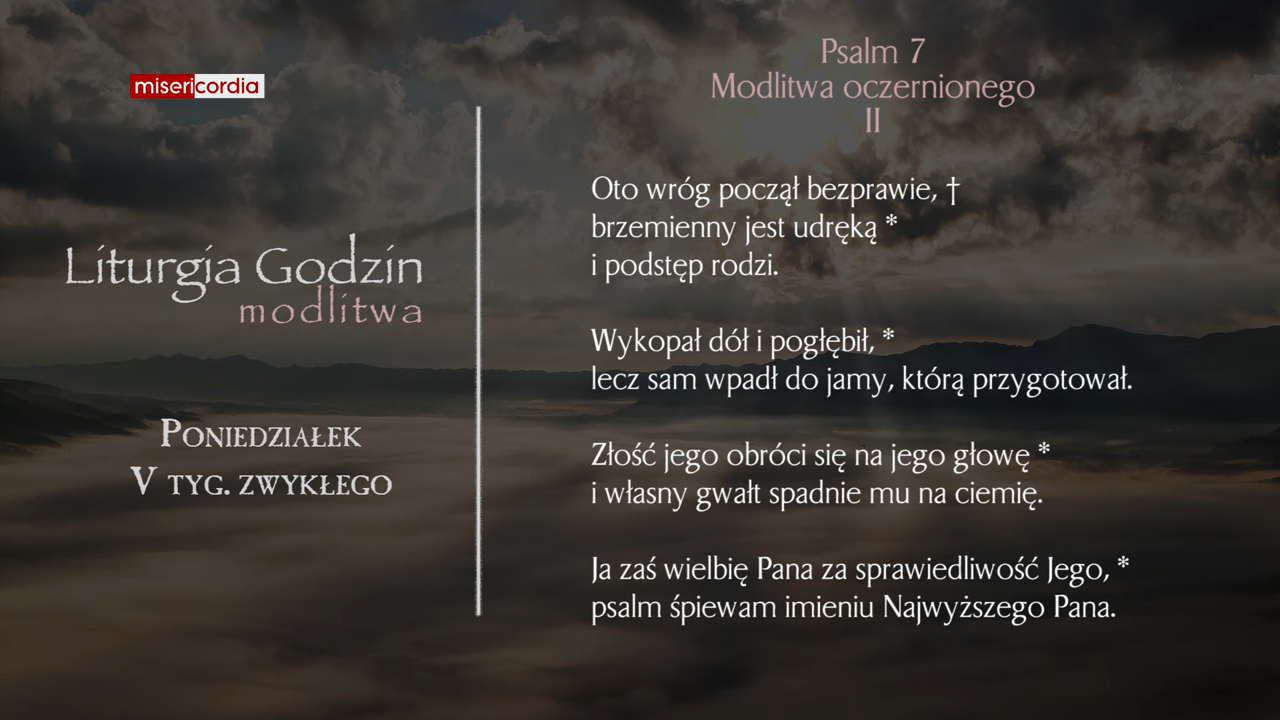 misericordia
Liturgia Godzin
modlitwa
Poniedziałek
V tyg. zwykłego
Psalm 7
Modlitwa oczernionego
II
Oto wróg począł bezprawie, †
brzemienny jest udręką *
i podstęp rodzi.
Wykopał dół i pogłębił, *
lecz sam wpadł do jamy, którą przygotował.
Złość jego obróci się na jego głowę *
i własny gwałt spadnie mu na ciemię.
Ja zaś wielbię Pana za sprawiedliwość Jego, *
psalm śpiewam imieniu Najwyższego Pana.